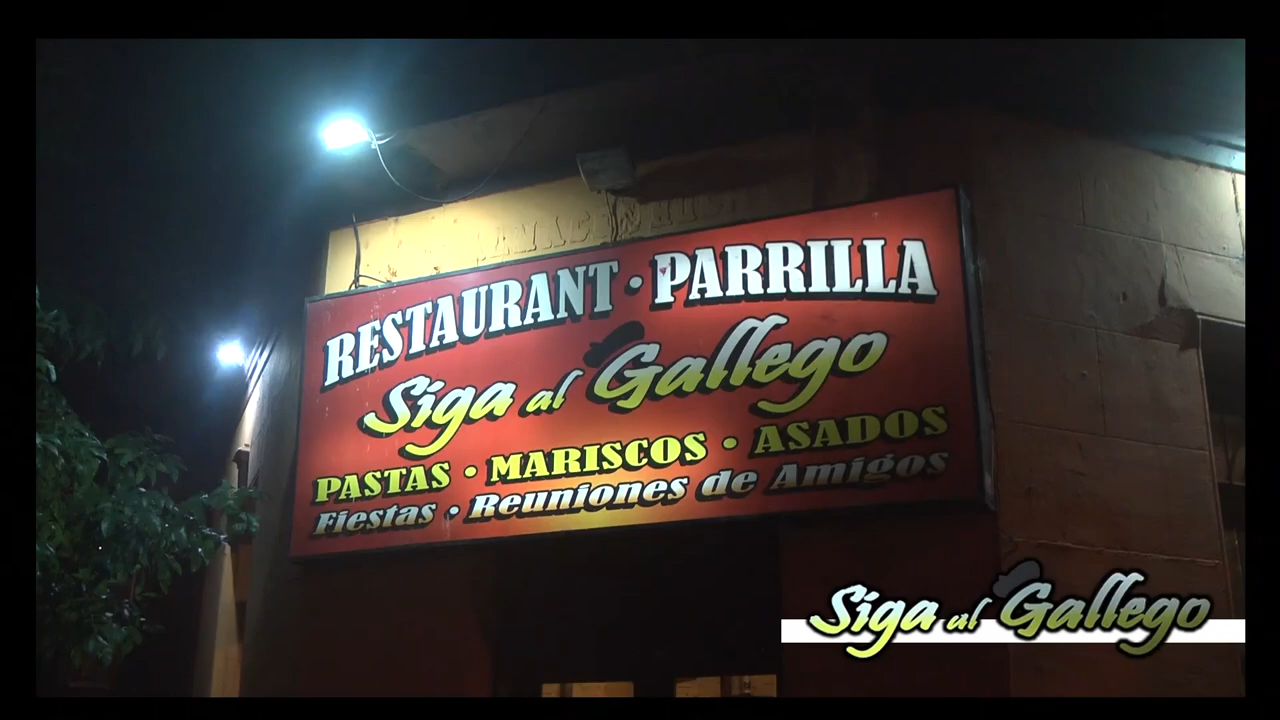 RESTAURANT · PARRILLA
Siga al Gallego
PASTAS · MARISCOS · ASADOS
Fiestas · Reuniones de Amigos
Siga al Gallego